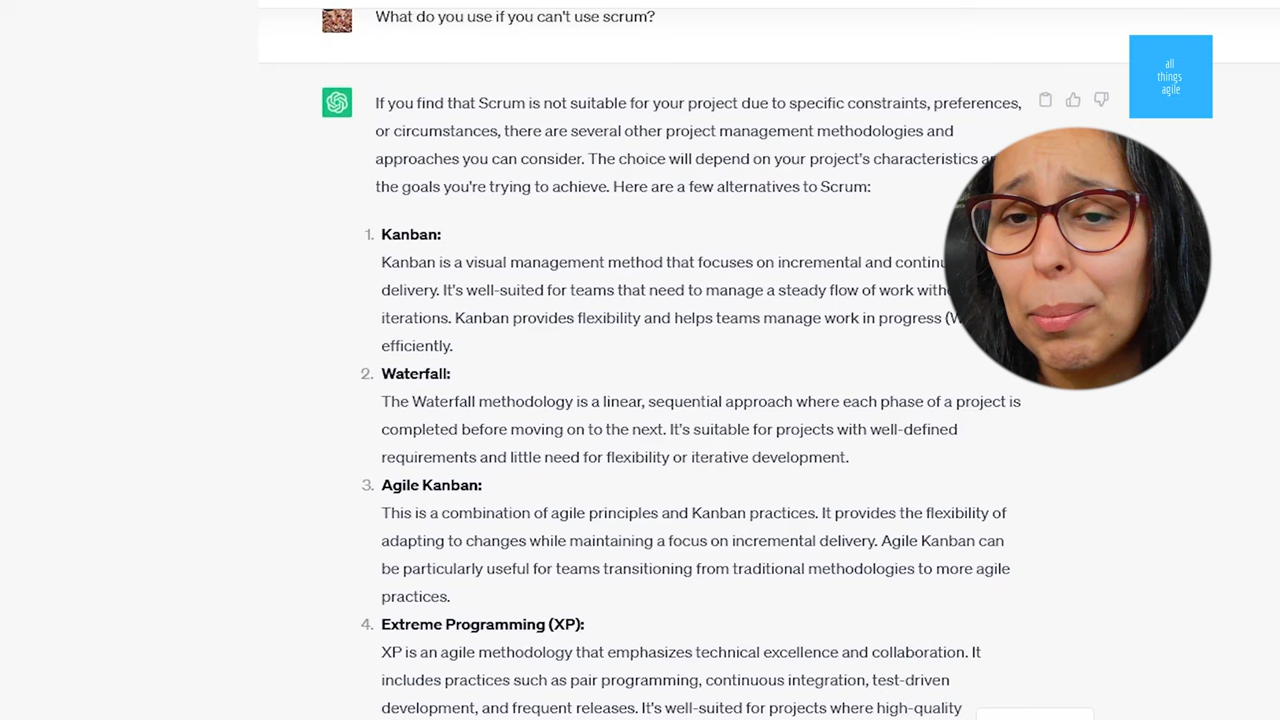 What do you use if you can't use scrum?
all
things
agile
If you find that Scrum is not suitable for your project due to specific constraints, preferences,
or circumstances, there are several other project management methodologies and
approaches you can consider. The choice will depend on your project's characteristics
the goals you're trying to achieve. Here are a few alternatives to Scrum:
1. Kanban:
Kanban is a visual management method that focuses on incremental and
delivery. It's well-suited for teams that need to manage a steady flow of work
iterations. Kanban provides flexibility and helps teams manage work in progress
efficiently.
2. Waterfall:
The Waterfall methodology is a linear, sequential approach where each phase of a project is
completed before moving on to the next. It's suitable for projects with well-defined
requirements and little need for flexibility or iterative development.
3. Agile Kanban:
This is a combination of agile principles and Kanban practices. It provides the flexibility of
adapting to changes while maintaining a focus on incremental delivery. Agile Kanban can
be particularly useful for teams transitioning from traditional methodologies to more agile
practices.
4. Extreme Programming (XP):
XP is an agile methodology that emphasizes technical excellence and collaboration. It
includes practices such as pair programming, continuous integration, test-driven
development, and frequent releases. It's well-suited for projects where high-quality